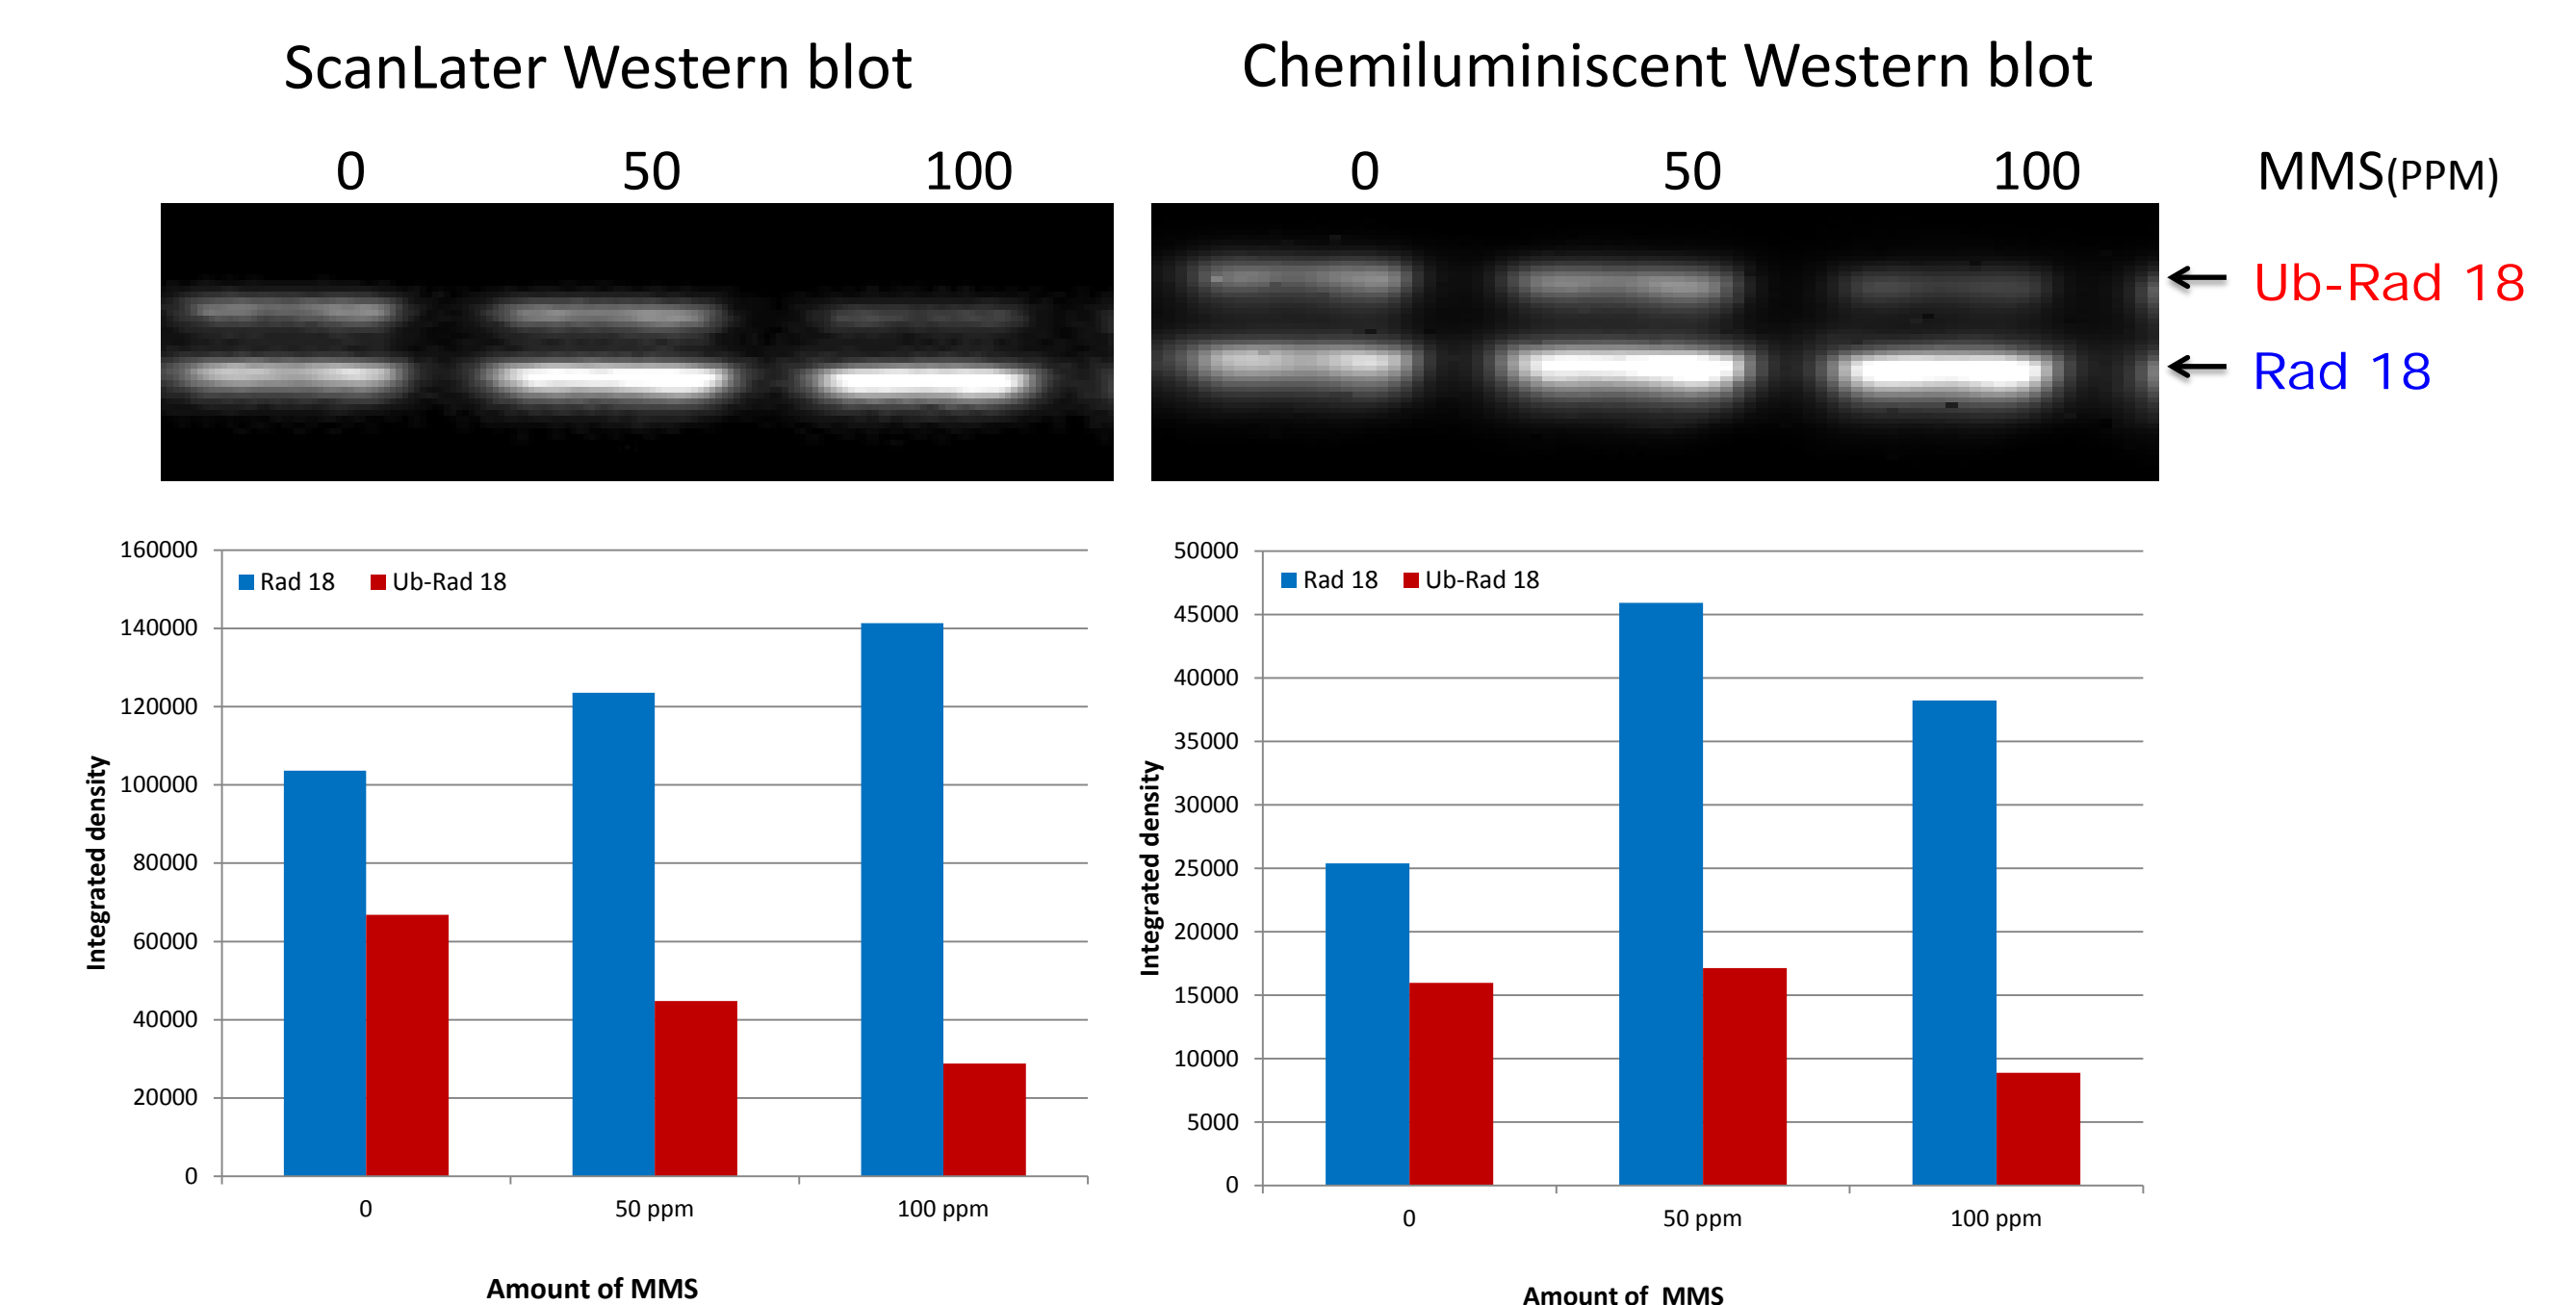 ScanLater Western blot
Chemiluminiscent Western blot
0 50 100
0 50 100 MMS(PPM)
Ub-Rad 18
Rad 18
160000
140000
120000
100000
80000
60000
40000
20000
0
Rad 18 Ub-Rad 18
Integrated density
0 50 ppm 100 ppm
Amount of MMS
50000
45000
40000
35000
30000
25000
20000
15000
10000
5000
0
Rad 18 Ub-Rad 18
Integrated density
0 50 ppm 100 ppm
Amount of MMS